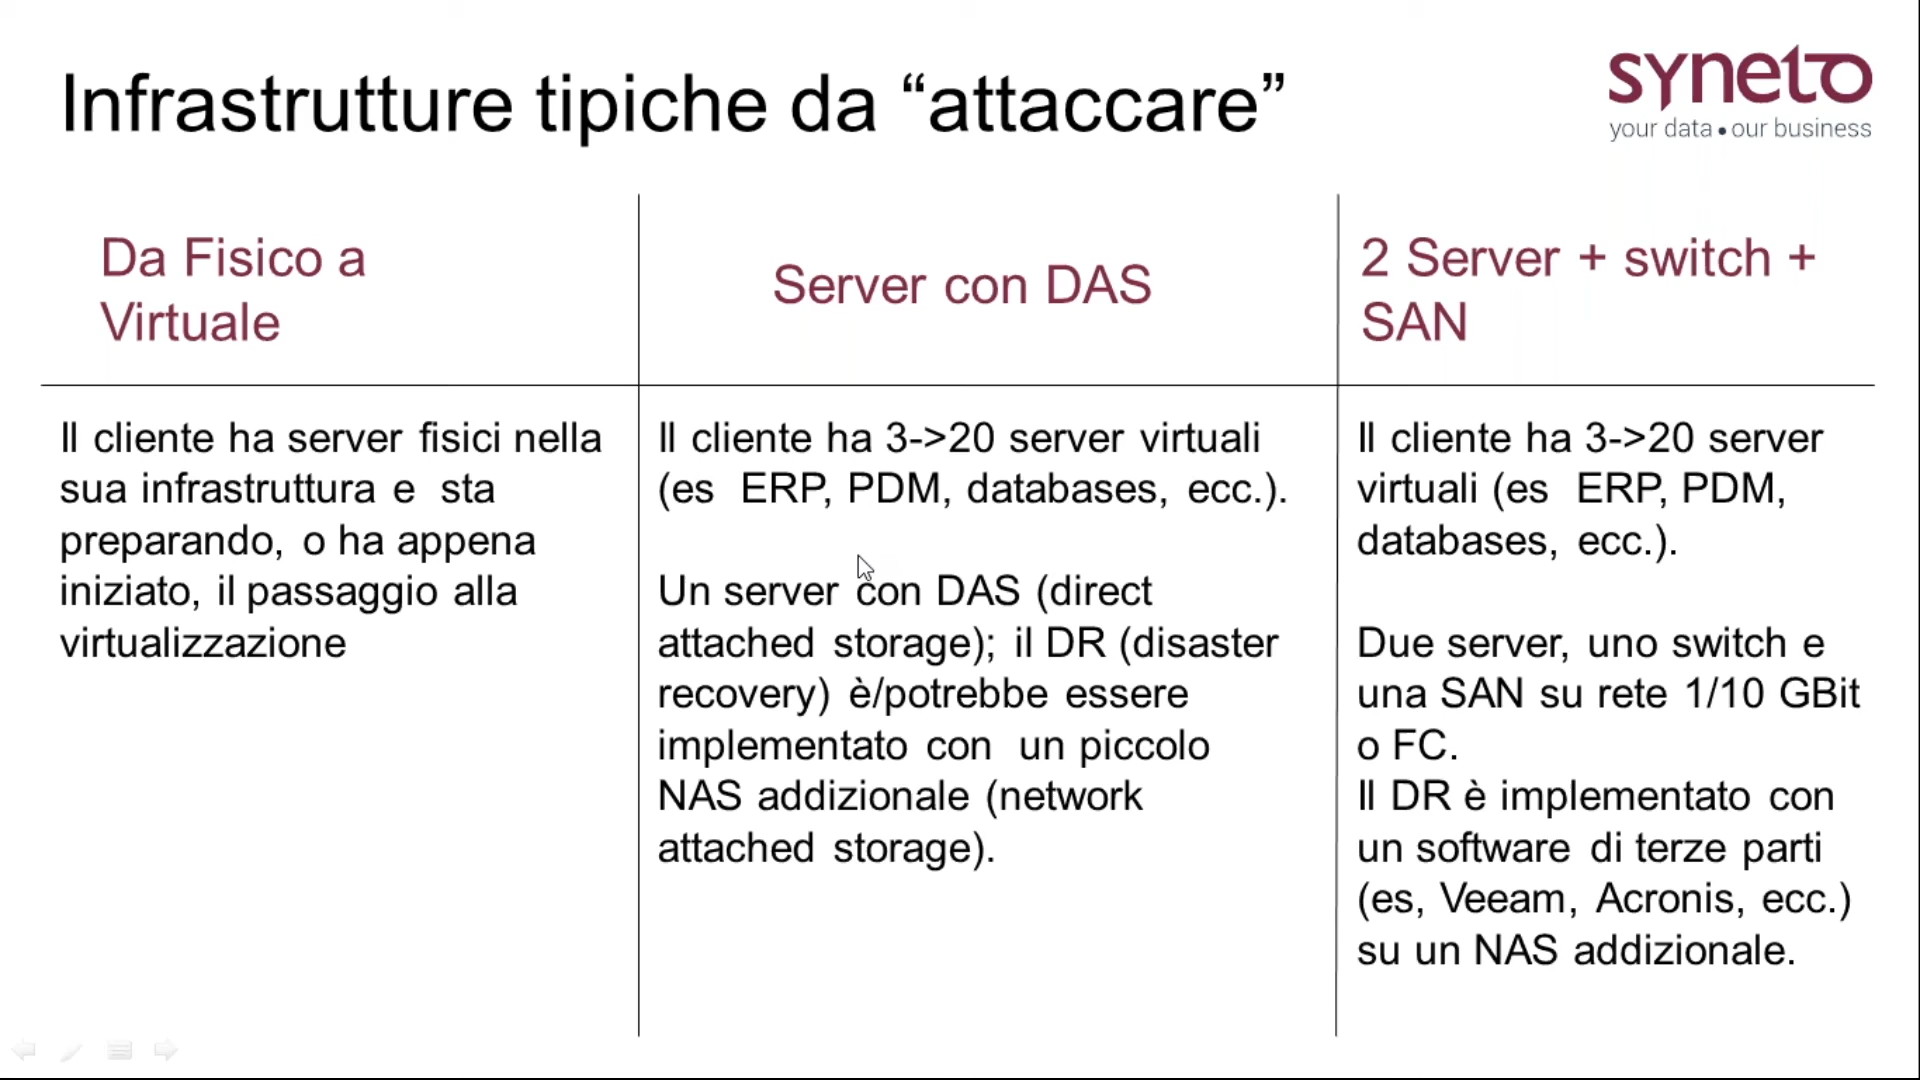 Infrastrutture tipiche da “attaccare”
syneto
your data • our business
Da Fisico a
Virtuale
Server con DAS
2 Server + switch +
SAN
Il cliente ha server fisici nella
sua infrastruttura e sta
preparando, o ha appena
iniziato, il passaggio alla
virtualizzazione
Il cliente ha 3->20 server virtuali
(es ERP, PDM, databases, ecc.).
Un server con DAS (direct
attached storage); il DR (disaster
recovery) è/potrebbe essere
implementato con un piccolo
NAS addizionale (network
attached storage).
Il cliente ha 3->20 server
virtuali (es ERP, PDM,
databases, ecc.).
Due server, uno switch e
una SAN su rete 1/10 GBit
o FC.
Il DR è implementato con
un software di terze parti
(es, Veeam, Acronis, ecc.)
su un NAS addizionale.